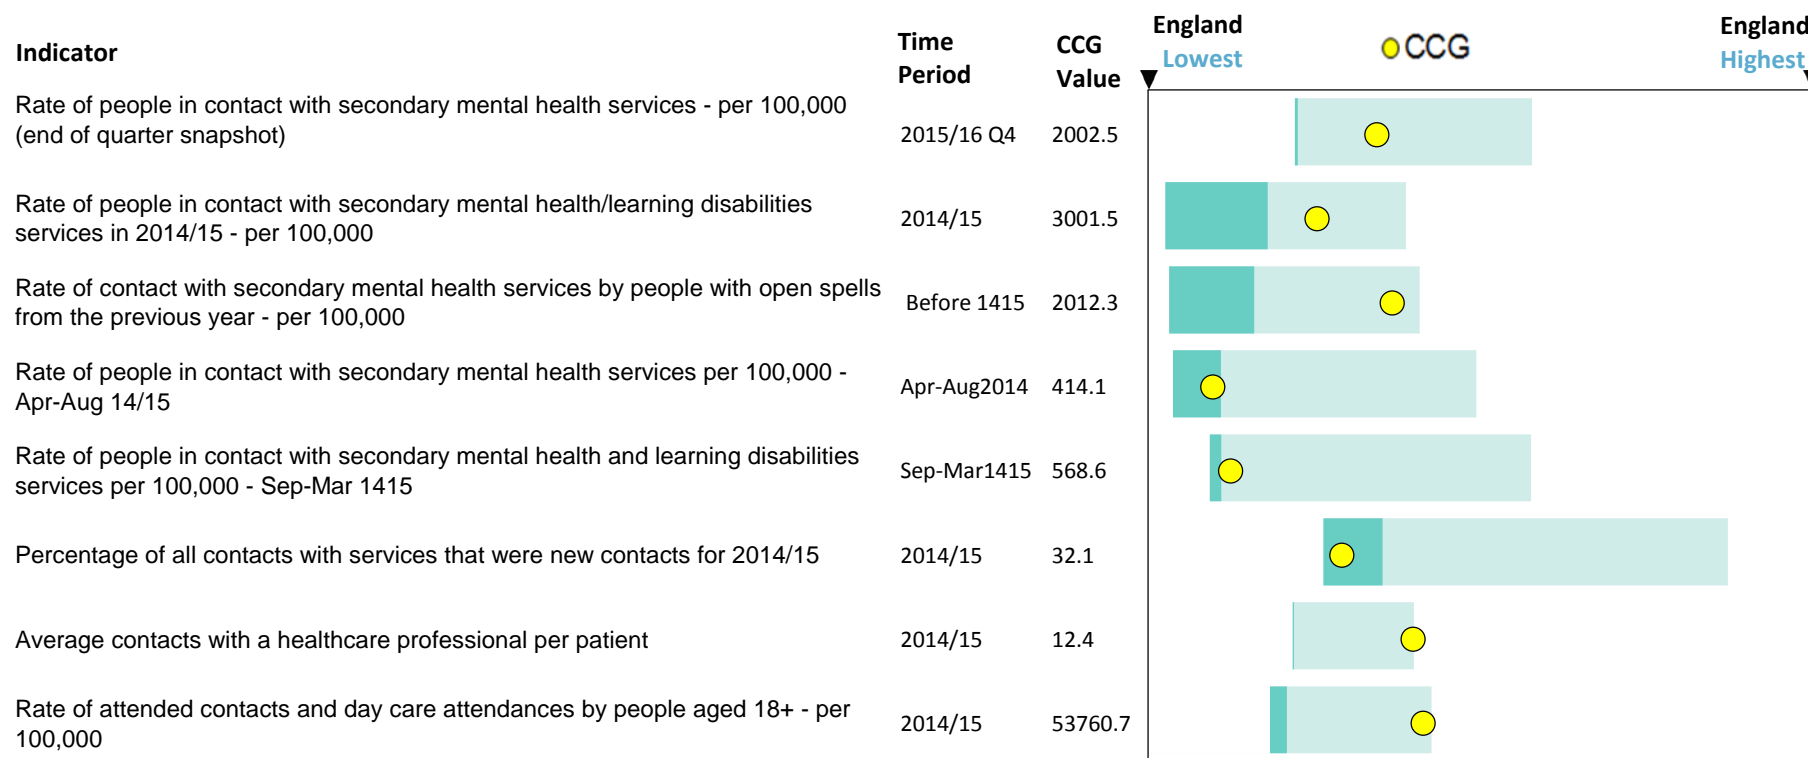 Indicator
Time Period
CCG Value
England Lowest
CCG
England Highest
Rate of people in contact with secondary mental health services - per 100,000
(end of quarter snapshot)
2015/16 Q4 2002.5
Rate of people in contact with secondary mental health/learning disabilities
services in 2014/15 - per 100,000
2014/15 3001.5
Rate of contact with secondary mental health services by people with open spells
from the previous year - per 100,000
Before 1415 2012.3
Rate of people in contact with secondary mental health services per 100,000 -
Apr-Aug 14/15
Apr-Aug2014 414.1
Rate of people in contact with secondary mental health and learning disabilities
services per 100,000 - Sep-Mar 1415
Sep-Mar1415 568.6
Percentage of all contacts with services that were new contacts for 2014/15
2014/15 32.1
Average contacts with a healthcare professional per patient
2014/15 12.4
Rate of attended contacts and day care attendances by people aged 18+ - per
100,000
2014/15 53760.7